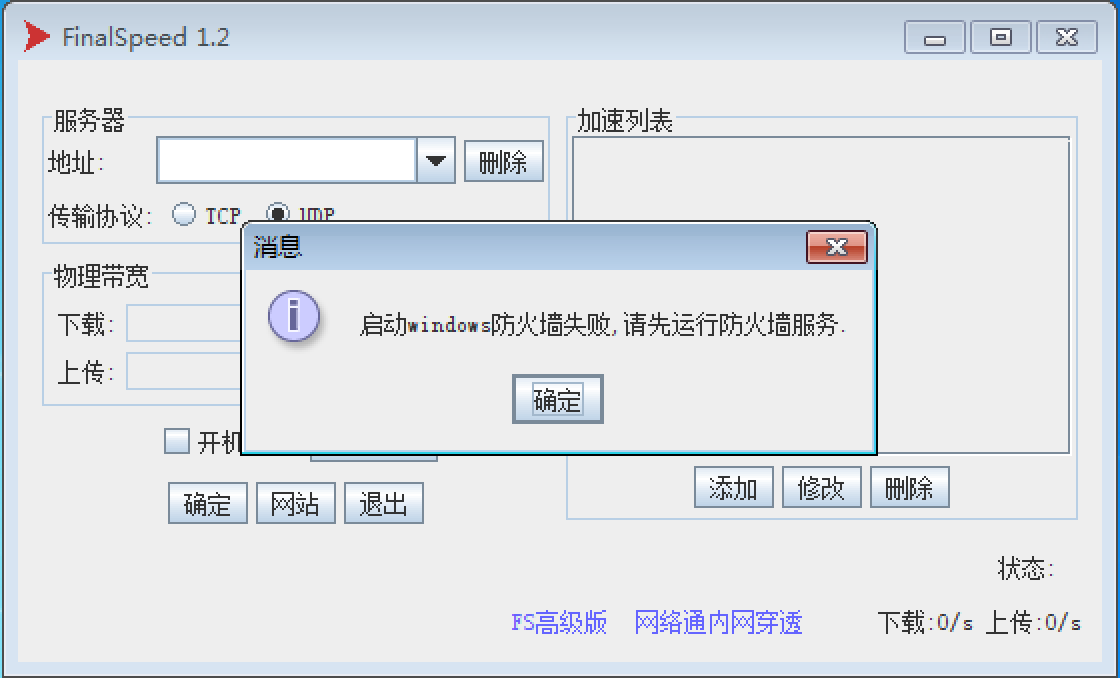 FinalSpeed 1.2
服务器
地址:
删除
传输协议: TCP UDP
物理带宽
下载:
上传:
开机
确定 网站 退出
加速列表
消息
启动windows防火墙失败,请先运行防火墙服务.
确定
添加 修改 删除
状态:
FS高级版 网络通内网穿透 下载:0/s 上传:0/s